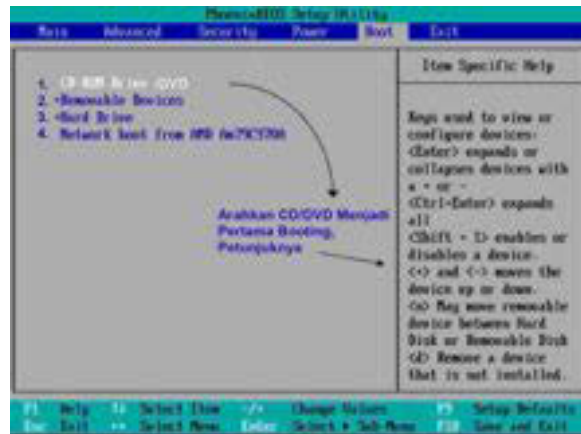 PhoenixBIOS Setup Utility
Main Advanced Security Power Boot Exit
Item Specific Help
1. CD-ROM Drive /DVD
2. +Removable Devices
3. +Hard Drive
4. Network boot from AMD Am79C970A
Arahkan CD/DVD Menjadi
Pertama Booting,
Petunjuknya
Keys used to view or
configure devices:
<Enter> expands or
collapses devices with
a + or -
<Ctrl+Enter> expands
all
<Shift + 1> enables or
disables a device.
<+> and <-> moves the
device up or down.
<n> May move removable
device between Hard
Disk or Removable Disk
<d> Remove a device
that is not installed.
F1 Help ↑↓ Select Item -/+ Change Values F9 Setup Defaults
Esc Exit ↔ Select Menu Enter Select ▶ Sub-Menu F10 Save and Exit